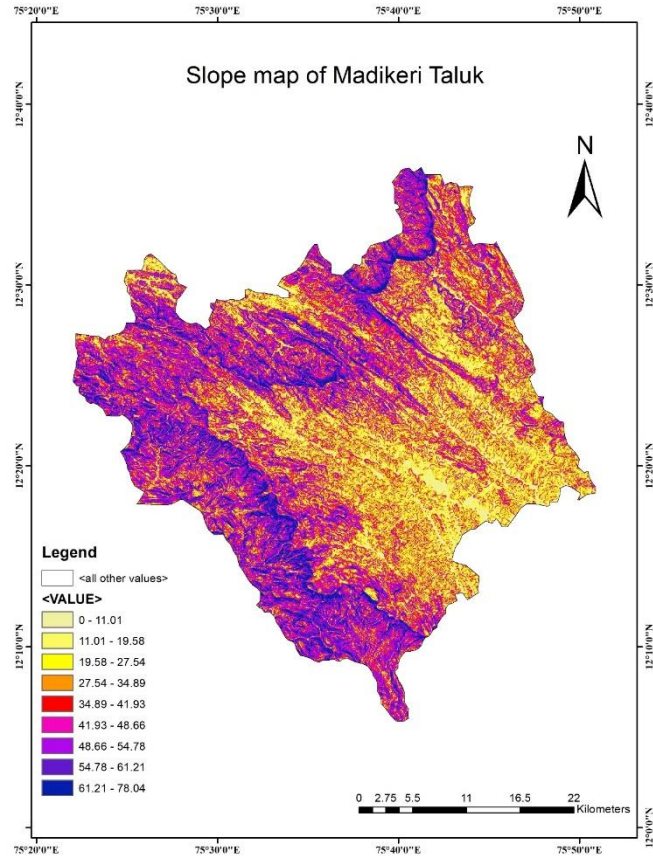 75°20'0"E
75°30'0"E
75°40'0"E
75°50'0"E
Slope map of Madikeri Taluk
N
12°40'0"N
12°40'0"N
12°30'0"N
12°30'0"N
12°20'0"N
12°20'0"N
12°10'0"N
12°10'0"N
12°0'0"N
Legend
<all other values>
<VALUE>
0 - 11.01
11.01 - 19.58
19.58 - 27.54
27.54 - 34.89
34.89 - 41.93
41.93 - 48.66
48.66 - 54.78
54.78 - 61.21
61.21 - 78.04
0 2.75 5.5 11 16.5 22
Kilometers
75°20'0"E
75°30'0"E
75°40'0"E
75°50'0"E